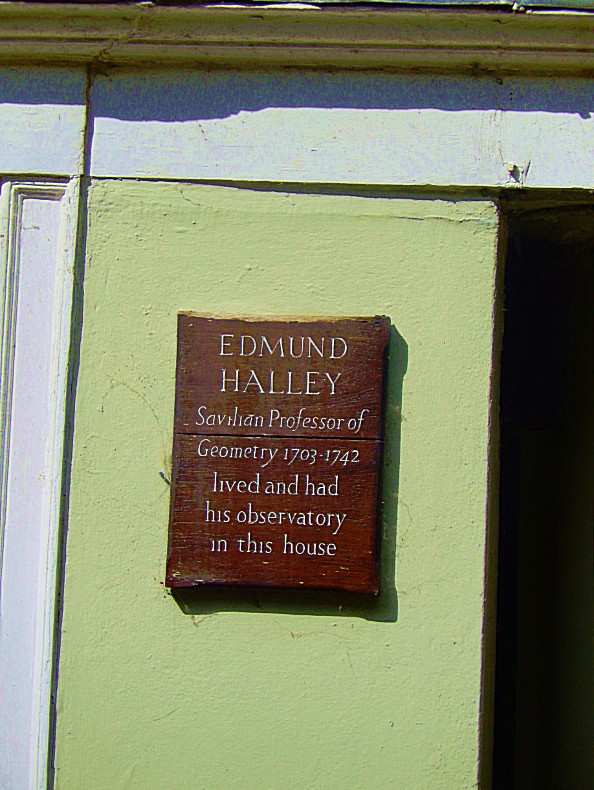 EDMUND
HALLEY
Savilian Professor of
Geometry 1703-1742
lived and had
his observatory
in this house